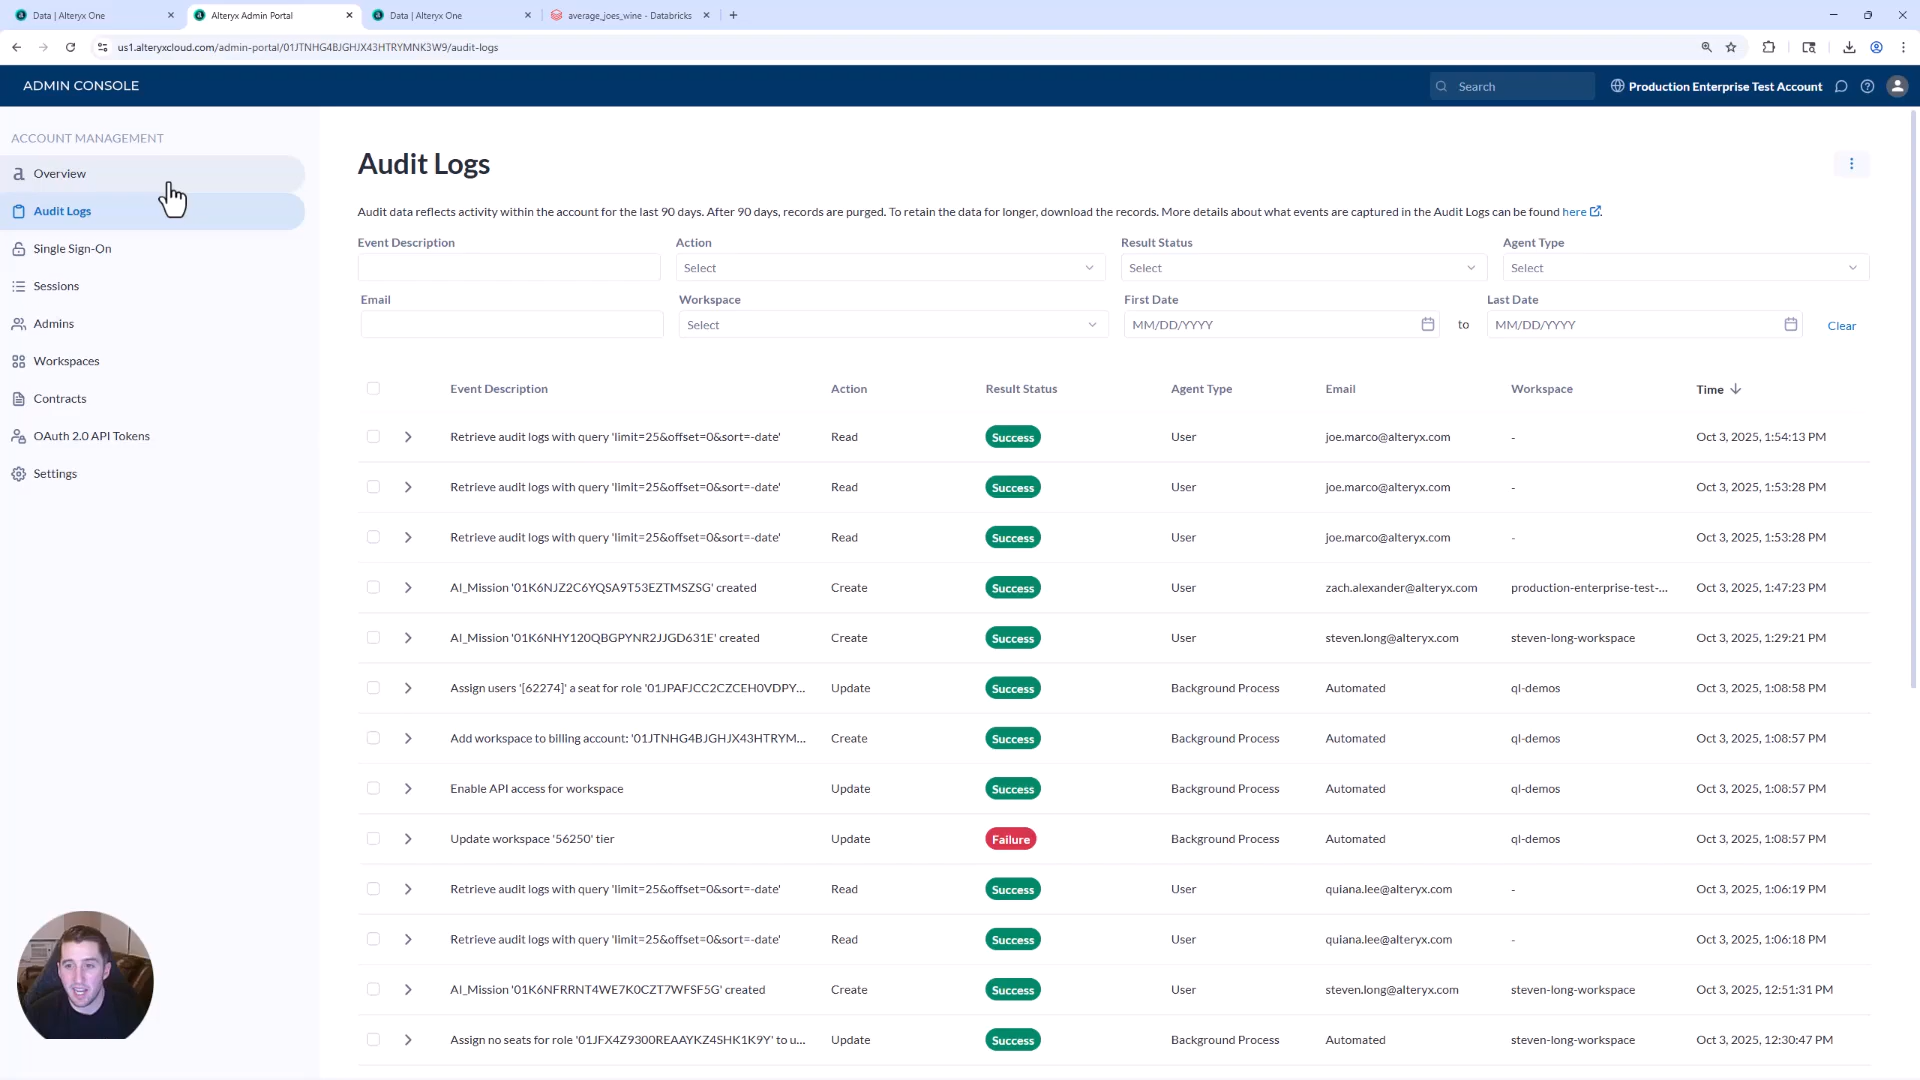 Data | Alteryx One
Alteryx Admin Portal
Data | Alteryx One
average_joes_wine - Databricks
us1.alteryxcloud.com/admin-portal/01JTNHG4BJGHJX43HTRYMNK3W9/audit-logs
ADMIN CONSOLE
Search
Production Enterprise Test Account
ACCOUNT MANAGEMENT
Overview
Audit Logs
Single Sign-On
Sessions
Admins
Workspaces
Contracts
OAuth 2.0 API Tokens
Settings
Audit Logs
Audit data reflects activity within the account for the last 90 days. After 90 days, records are purged. To retain the data for longer, download the records. More details about what events are captured in the Audit Logs can be found here.
Event Description Action Result Status Agent Type
Select Select Select
Email Workspace First Date Last Date
Select MM/DD/YYYY to MM/DD/YYYY Clear
Event Description Action Result Status Agent Type Email Workspace Time
Retrieve audit logs with query 'limit=25&offset=0&sort=-date' Read Success User joe.marco@alteryx.com - Oct 3, 2025, 1:54:13 PM
Retrieve audit logs with query 'limit=25&offset=0&sort=-date' Read Success User joe.marco@alteryx.com - Oct 3, 2025, 1:53:28 PM
Retrieve audit logs with query 'limit=25&offset=0&sort=-date' Read Success User joe.marco@alteryx.com - Oct 3, 2025, 1:53:28 PM
AI_Mission '01K6NJZ2C6YQSA9T53EZTMSZSG' created Create Success User zach.alexander@alteryx.com production-enterprise-test-... Oct 3, 2025, 1:47:23 PM
AI_Mission '01K6NHY120QBGPYNR2JJGD631E' created Create Success User steven.long@alteryx.com steven-long-workspace Oct 3, 2025, 1:29:21 PM
Assign users '[62274]' a seat for role '01JPAFJCC2CZCEH0VDPY... Update Success Background Process Automated ql-demos Oct 3, 2025, 1:08:58 PM
Add workspace to billing account: '01JTNHG4BJGHJX43HTRYM... Create Success Background Process Automated ql-demos Oct 3, 2025, 1:08:57 PM
Enable API access for workspace Update Success Background Process Automated ql-demos Oct 3, 2025, 1:08:57 PM
Update workspace '56250' tier Update Failure Background Process Automated ql-demos Oct 3, 2025, 1:08:57 PM
Retrieve audit logs with query 'limit=25&offset=0&sort=-date' Read Success User quiana.lee@alteryx.com - Oct 3, 2025, 1:06:19 PM
Retrieve audit logs with query 'limit=25&offset=0&sort=-date' Read Success User quiana.lee@alteryx.com - Oct 3, 2025, 1:06:18 PM
AI_Mission '01K6NFRRNT4WE7K0CZT7WFSF5G' created Create Success User steven.long@alteryx.com steven-long-workspace Oct 3, 2025, 12:51:31 PM
Assign no seats for role '01JFX4Z9300REAAYKZ4SHK1K9Y' to u... Update Success Background Process Automated steven-long-workspace Oct 3, 2025, 12:30:47 PM